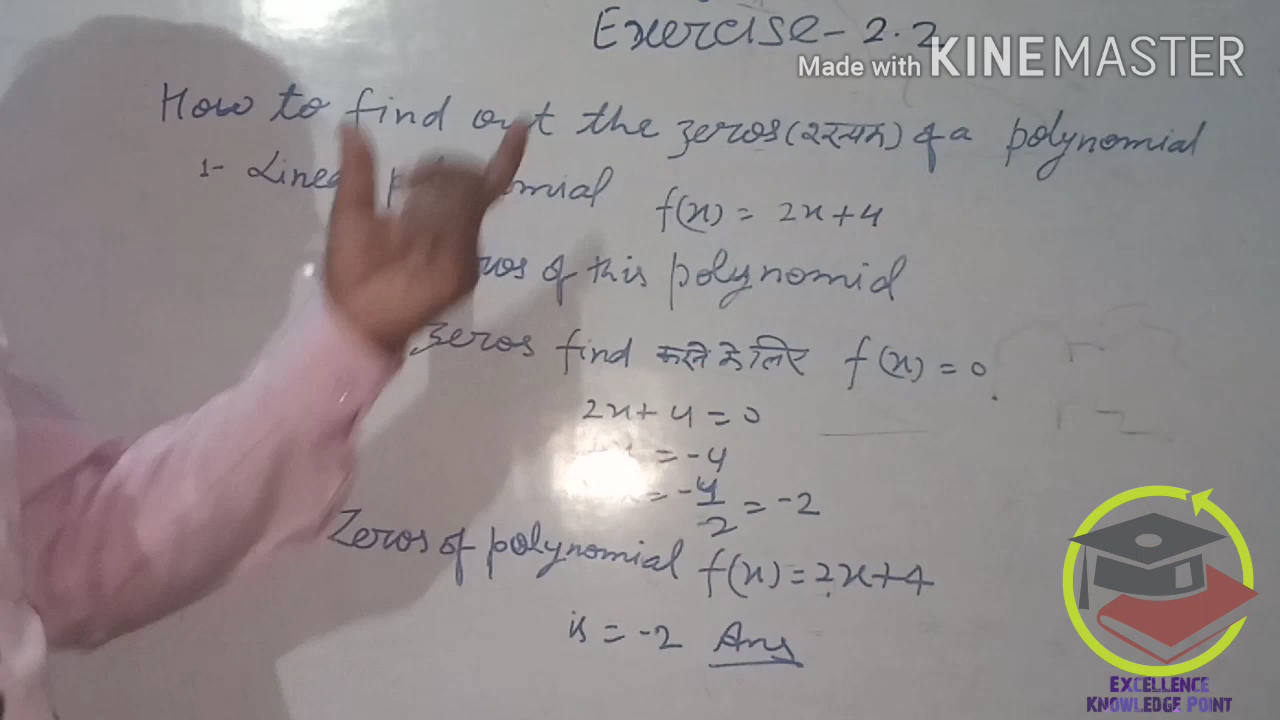 Exercise-2.2
Made with KINEMASTER
How to find out the zeros (शून्यक) of a polynomial
1- Linear polynomial f(x) = 2x+4
of this polynomial
zeros find करने के लिए f(x) = 0
2x+4=0
= -4
= -4/-2 = -2
Zeros of polynomial f(x) = 2x+4
is = -2 Ans
EXCELLENCE
KNOWLEDGE POINT